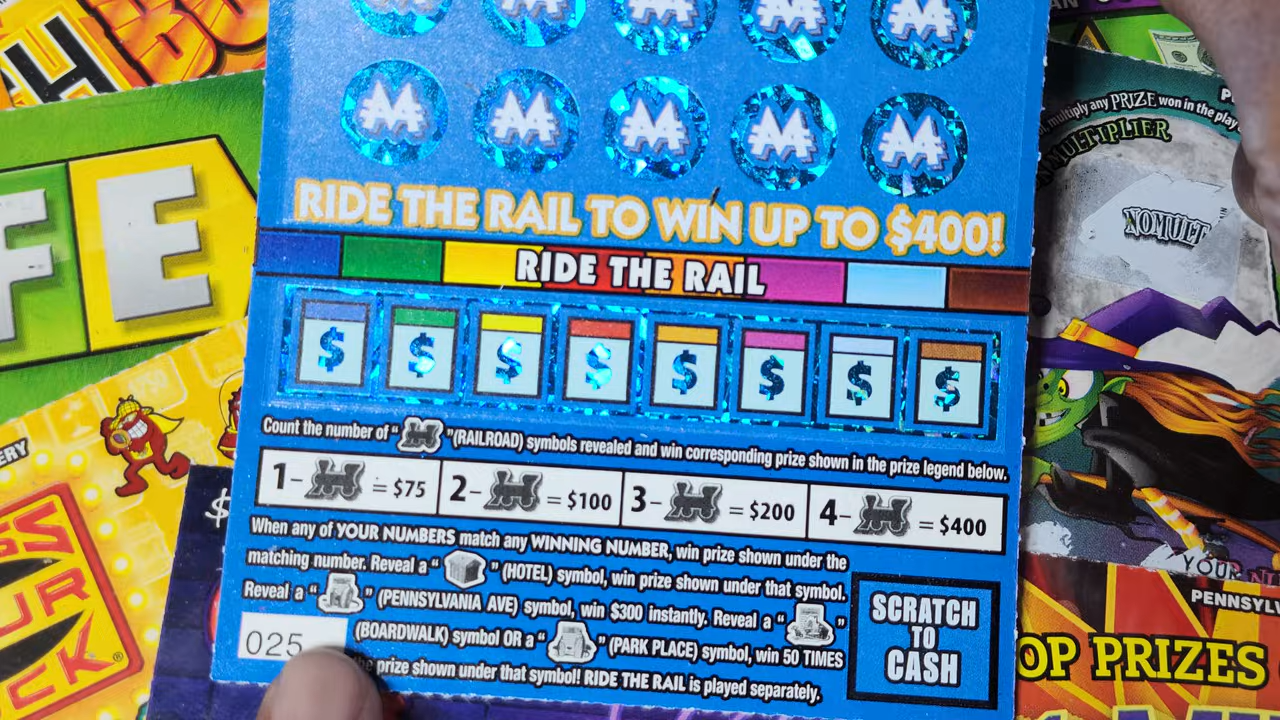 RIDE THE RAIL TO WIN UP TO $400!
RIDE THE RAIL
$ $ $ $ $ $ $ $
Count the number of " " (RAILROAD) symbols revealed and win corresponding prize shown in the prize legend below.
1– = $75 2– = $100 3– = $200 4– = $400
When any of YOUR NUMBERS match any WINNING NUMBER, win prize shown under the
matching number. Reveal a " " (HOTEL) symbol, win prize shown under that symbol.
Reveal a " " (PENNSYLVANIA AVE) symbol, win $300 instantly. Reveal a " "
(BOARDWALK) symbol OR a " " (PARK PLACE) symbol, win 50 TIMES
prize shown under that symbol! RIDE THE RAIL is played separately.
025
SCRATCH
TO
CASH
FE
multiply any PRIZE won in the play
MULTIPLIER
NOMULT
YOUR
PENNSYL
OP PRIZES